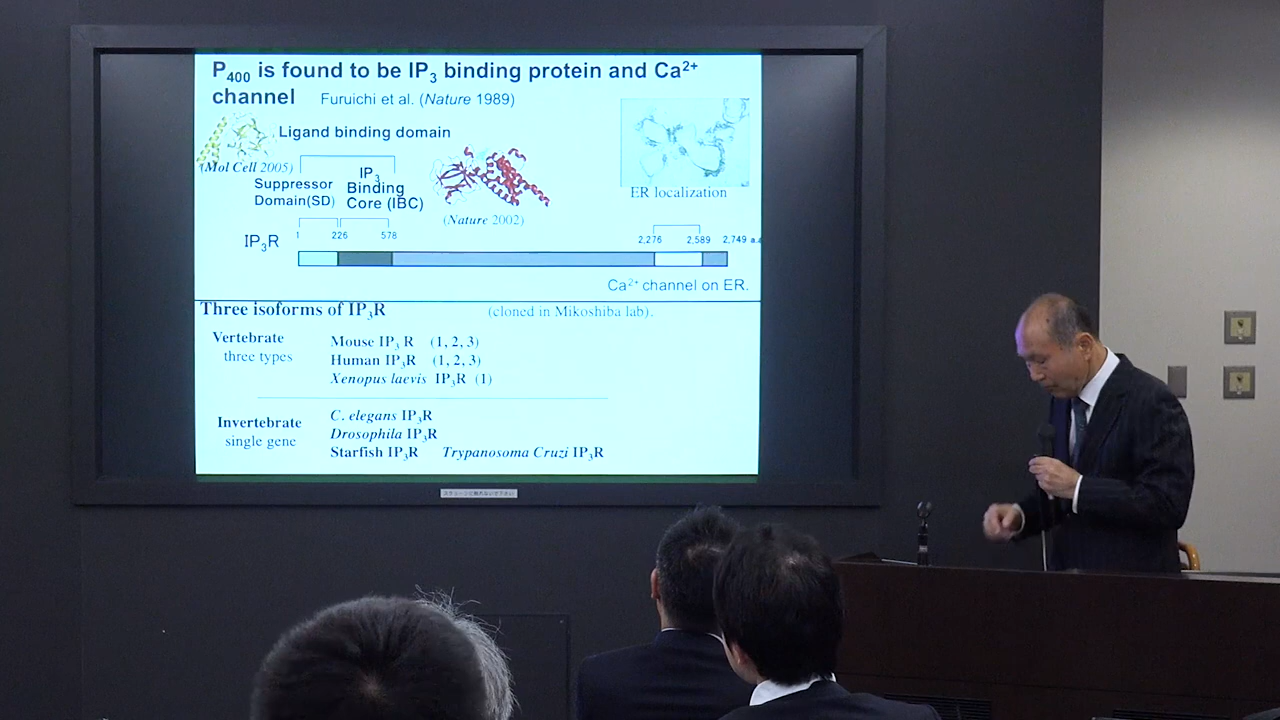 P400 is found to be IP3 binding protein and Ca2+
channel Furuichi et al. (Nature 1989)
Ligand binding domain
(Mol Cell 2005)
IP3
Suppressor Binding
Domain(SD) Core (IBC)
(Nature 2002)
ER localization
1 226 578 2,276 2,589 2,749 a.a
IP3R
Ca2+ channel on ER.
Three isoforms of IP3R (cloned in Mikoshiba lab).
Vertebrate
three types
Mouse IP3 R (1, 2, 3)
Human IP3R (1, 2, 3)
Xenopus laevis IP3R (1)
Invertebrate
single gene
C. elegans IP3R
Drosophila IP3R
Starfish IP3R Trypanosoma Cruzi IP3R